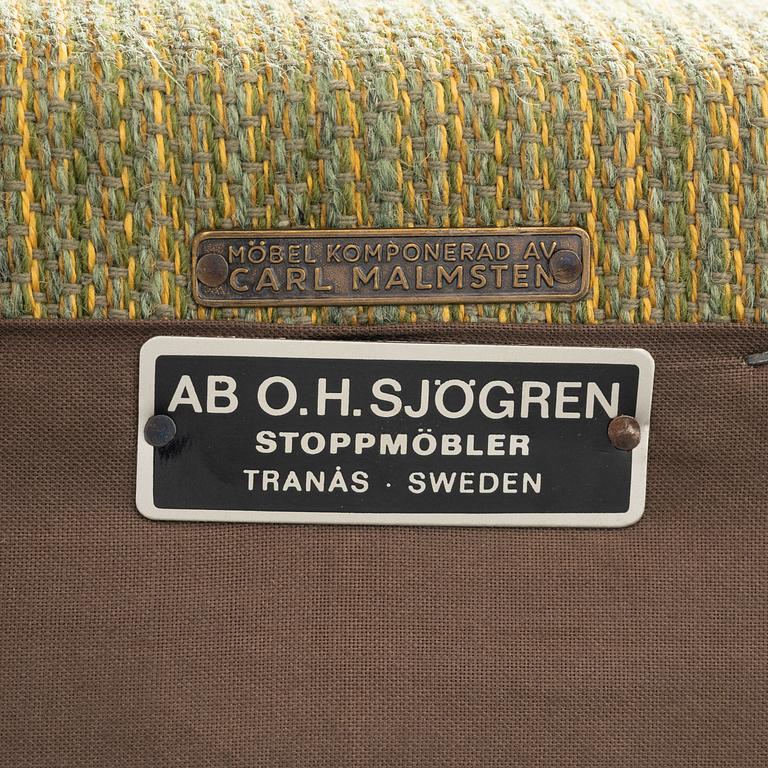 MÖBEL KOMPONERAD AV
CARL MALMSTEN
AB O.H. SJÖGREN
STOPPMÖBLER
TRANÅS · SWEDEN